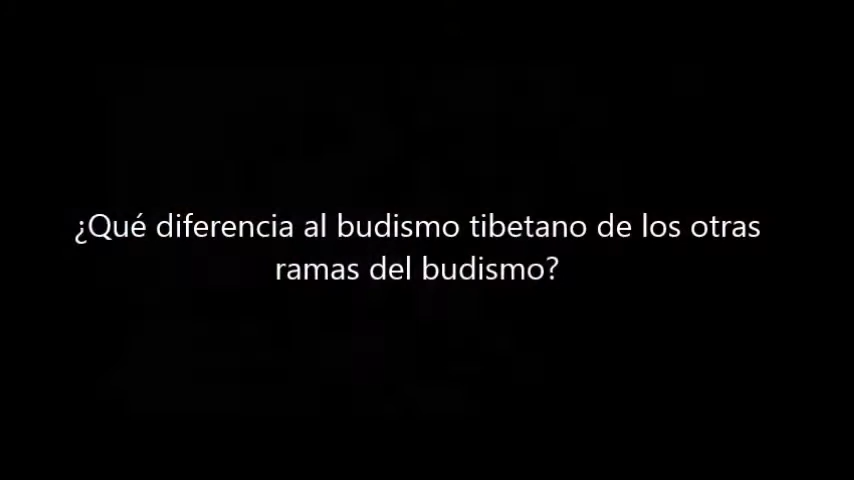 ¿Qué diferencia al budismo tibetano de los otras
ramas del budismo?